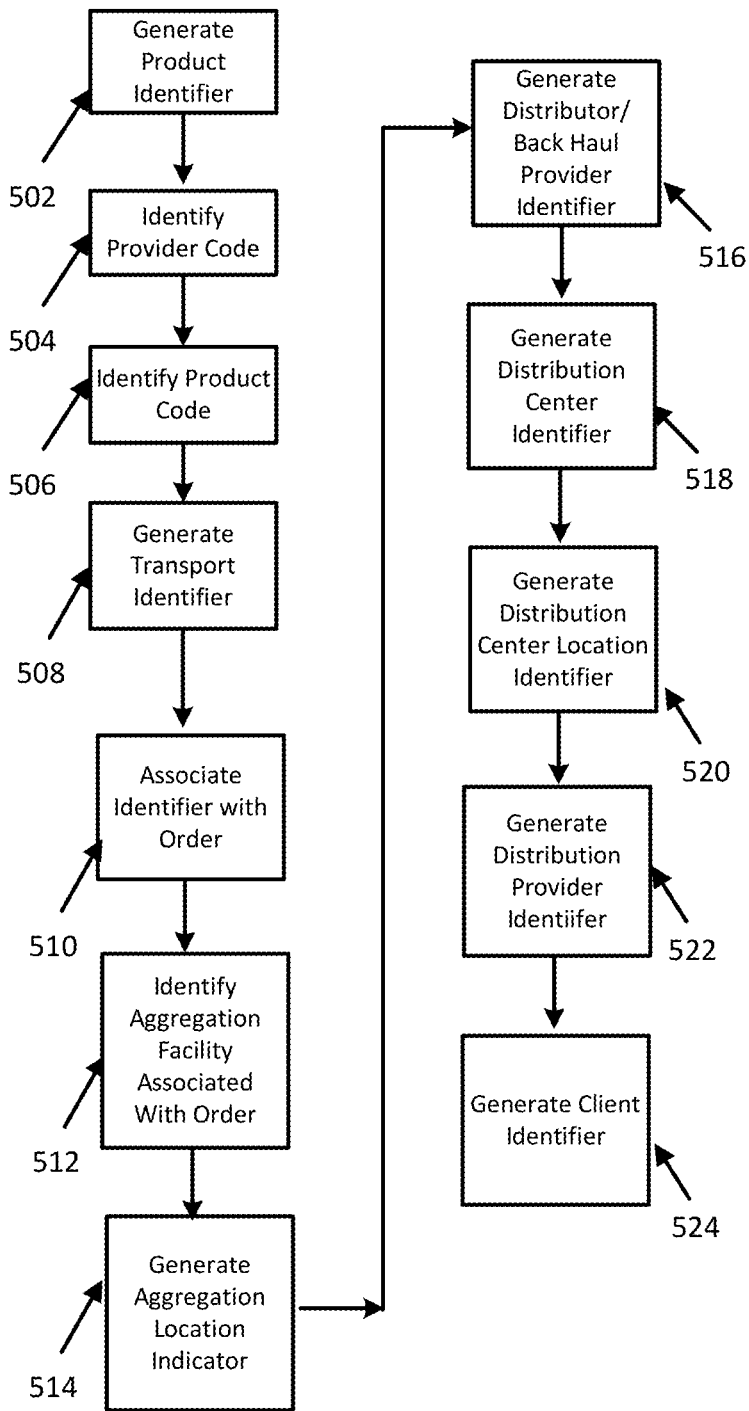 Generate
Product
Identifier
502
Identify
Provider Code
504
Identify Product
Code
506
Generate
Transport
Identifier
508
Associate
Identifier with
Order
510
Identify
Aggregation
Facility
Associated
With Order
512
Generate
Aggregation
Location
Indicator
514
Generate
Distributor/
Back Haul
Provider
Identifier
516
Generate
Distribution
Center
Identifier
518
Generate
Distribution
Center Location
Identifier
520
Generate
Distribution
Provider
Identiifer
522
Generate Client
Identifier
524